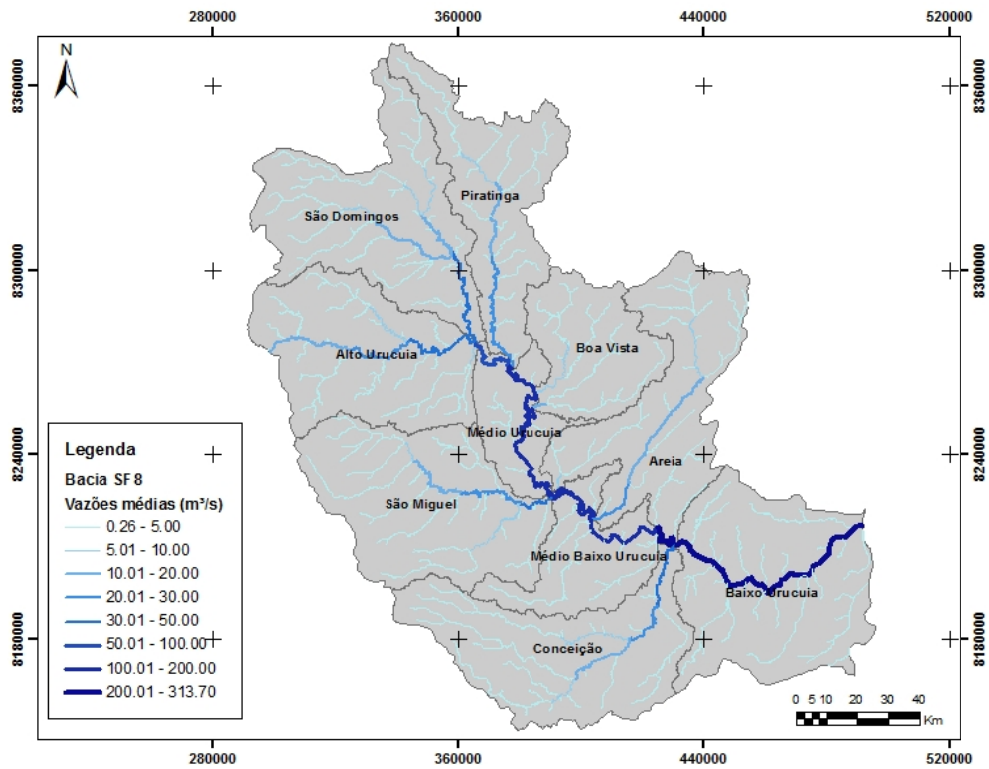 280000 360000 440000 520000
N
8360000 8360000
Piratinga
São Domingos
8300000 8300000
Boa Vista
Alto Urucuia
Médio Urucuia
8240000 8240000
Areia
Legenda
Bacia SF 8
Vazões médias (m³/s)
0.26 - 5.00
5.01 - 10.00
10.01 - 20.00
20.01 - 30.00
30.01 - 50.00
50.01 - 100.00
100.01 - 200.00
200.01 - 313.70
São Miguel
Médio Baixo Urucuia
Baixo Urucuia
8180000 8180000
Conceição
0 5 10 20 30 40
Km
280000 360000 440000 520000